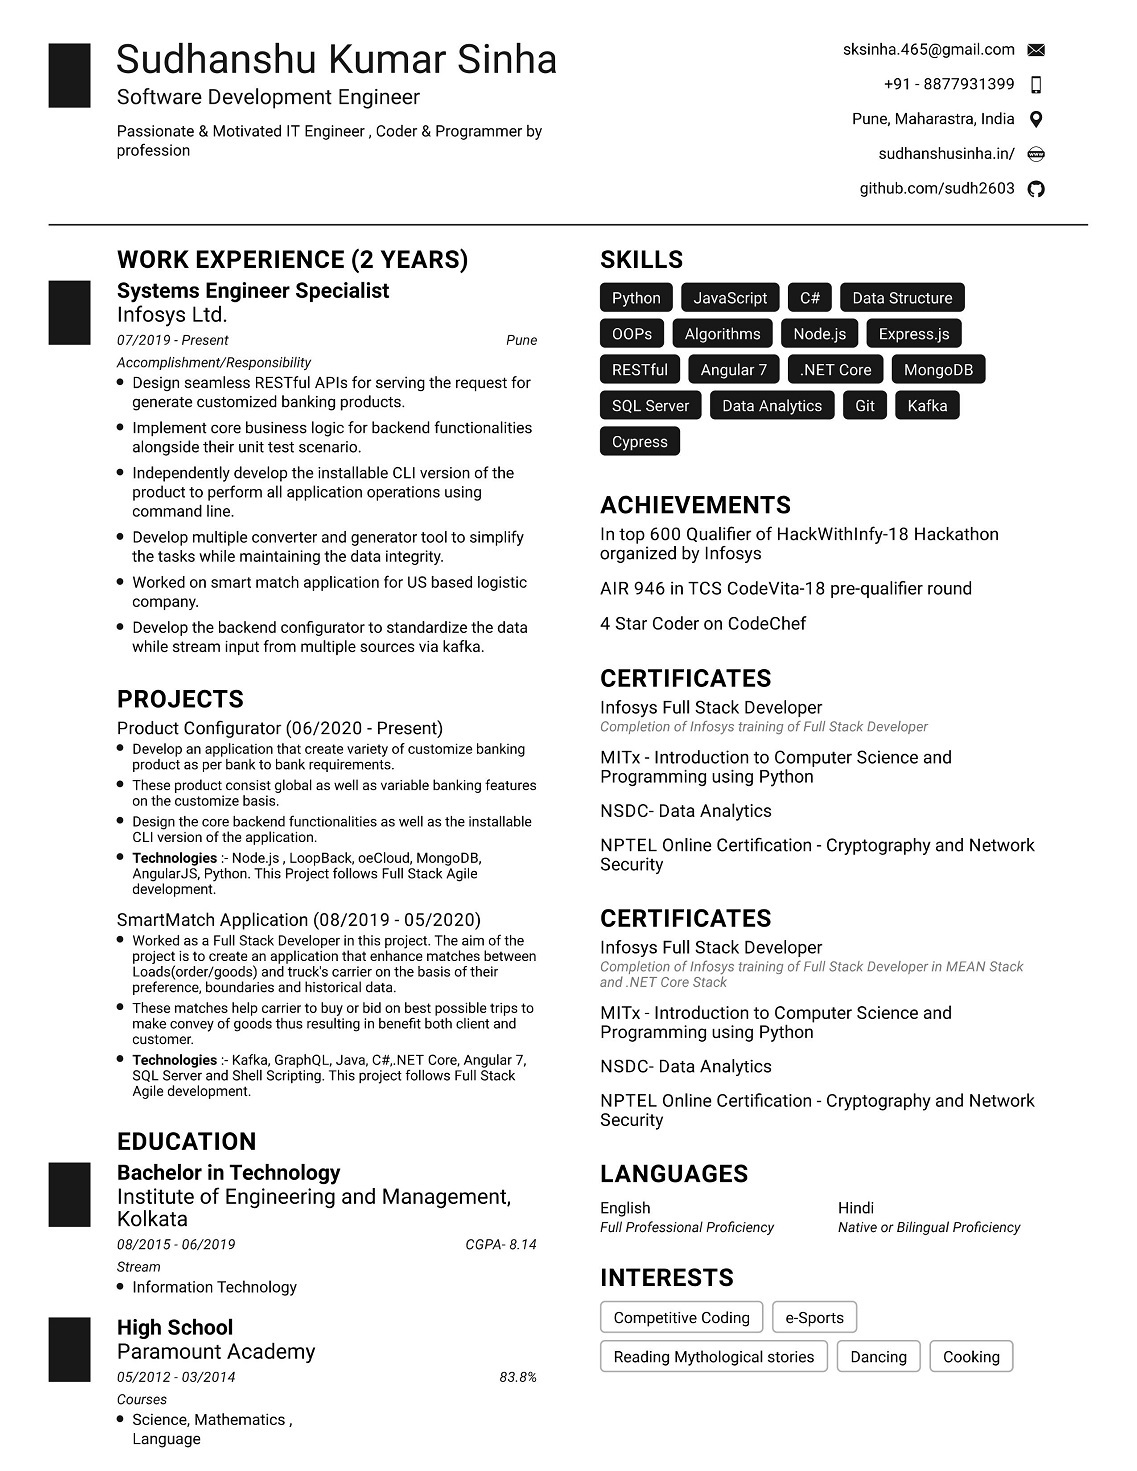 Sudhanshu Kumar Sinha
Software Development Engineer
Passionate & Motivated IT Engineer , Coder & Programmer by
profession
sksinha.465@gmail.com
+91 - 8877931399
Pune, Maharastra, India
sudhanshusinha.in/
github.com/sudh2603
WORK EXPERIENCE (2 YEARS)
Systems Engineer Specialist
Infosys Ltd.
07/2019 - Present Pune
Accomplishment/Responsibility
• Design seamless RESTful APIs for serving the request for
generate customized banking products.
• Implement core business logic for backend functionalities
alongside their unit test scenario.
• Independently develop the installable CLI version of the
product to perform all application operations using
command line.
• Develop multiple converter and generator tool to simplify
the tasks while maintaining the data integrity.
• Worked on smart match application for US based logistic
company.
• Develop the backend configurator to standardize the data
while stream input from multiple sources via kafka.
PROJECTS
Product Configurator (06/2020 - Present)
• Develop an application that create variety of customize banking
product as per bank to bank requirements.
• These product consist global as well as variable banking features
on the customize basis.
• Design the core backend functionalities as well as the installable
CLI version of the application.
• Technologies :- Node.js , LoopBack, oeCloud, MongoDB,
AngularJS, Python. This Project follows Full Stack Agile
development.
SmartMatch Application (08/2019 - 05/2020)
• Worked as a Full Stack Developer in this project. The aim of the
project is to create an application that enhance matches between
Loads(order/goods) and truck's carrier on the basis of their
preference, boundaries and historical data.
• These matches help carrier to buy or bid on best possible trips to
make convey of goods thus resulting in benefit both client and
customer.
• Technologies :- Kafka, GraphQL, Java, C#,.NET Core, Angular 7,
SQL Server and Shell Scripting. This project follows Full Stack
Agile development.
EDUCATION
Bachelor in Technology
Institute of Engineering and Management,
Kolkata
08/2015 - 06/2019 CGPA- 8.14
Stream
• Information Technology
High School
Paramount Academy
05/2012 - 03/2014 83.8%
Courses
• Science, Mathematics ,
Language
SKILLS
Python JavaScript C# Data Structure
OOPs Algorithms Node.js Express.js
RESTful Angular 7 .NET Core MongoDB
SQL Server Data Analytics Git Kafka
Cypress
ACHIEVEMENTS
In top 600 Qualifier of HackWithInfy-18 Hackathon
organized by Infosys
AIR 946 in TCS CodeVita-18 pre-qualifier round
4 Star Coder on CodeChef
CERTIFICATES
Infosys Full Stack Developer
Completion of Infosys training of Full Stack Developer
MITx - Introduction to Computer Science and
Programming using Python
NSDC- Data Analytics
NPTEL Online Certification - Cryptography and Network
Security
CERTIFICATES
Infosys Full Stack Developer
Completion of Infosys training of Full Stack Developer in MEAN Stack
and .NET Core Stack
MITx - Introduction to Computer Science and
Programming using Python
NSDC- Data Analytics
NPTEL Online Certification - Cryptography and Network
Security
LANGUAGES
English Hindi
Full Professional Proficiency Native or Bilingual Proficiency
INTERESTS
Competitive Coding e-Sports
Reading Mythological stories Dancing Cooking